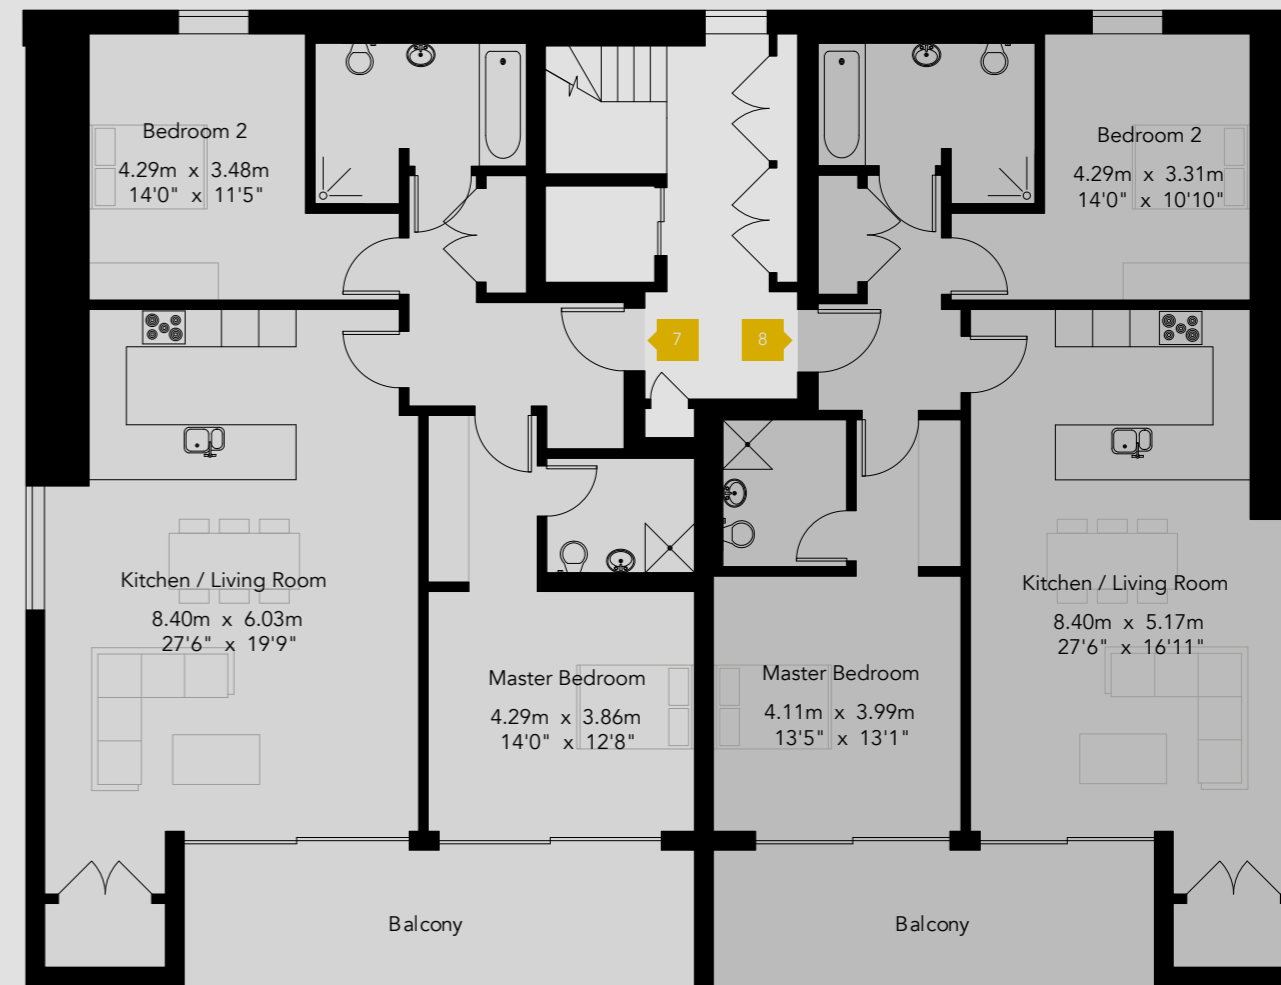 Bedroom 2
4.29m x 3.48m
14'0" x 11'5"
Bedroom 2
4.29m x 3.31m
14'0" x 10'10"
7
8
Kitchen / Living Room
8.40m x 6.03m
27'6" x 19'9"
Kitchen / Living Room
8.40m x 5.17m
27'6" x 16'11"
Master Bedroom
4.29m x 3.86m
14'0" x 12'8"
Master Bedroom
4.11m x 3.99m
13'5" x 13'1"
Balcony
Balcony